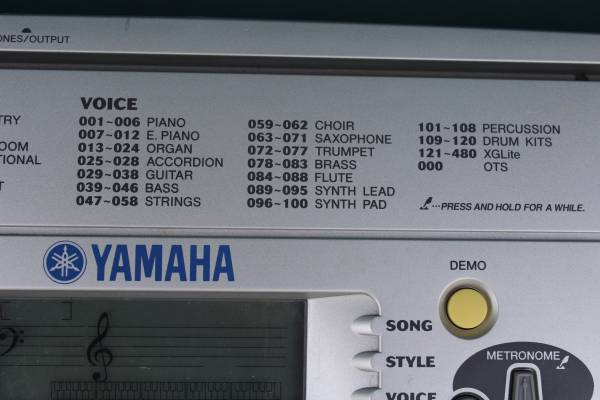 ONES/OUTPUT
VOICE
TRY
001~006 PIANO
007~012 E. PIANO
OOM
013~024 ORGAN
TIONAL
025~028 ACCORDION
029~038 GUITAR
T
039~046 BASS
047~058 STRINGS
059~062 CHOIR
063~071 SAXOPHONE
072~077 TRUMPET
078~083 BRASS
084~088 FLUTE
089~095 SYNTH LEAD
096~100 SYNTH PAD
101~108 PERCUSSION
109~120 DRUM KITS
121~480 XGLite
000 OTS
...PRESS AND HOLD FOR A WHILE.
YAMAHA
DEMO
SONG
STYLE
METRONOME
VOICE